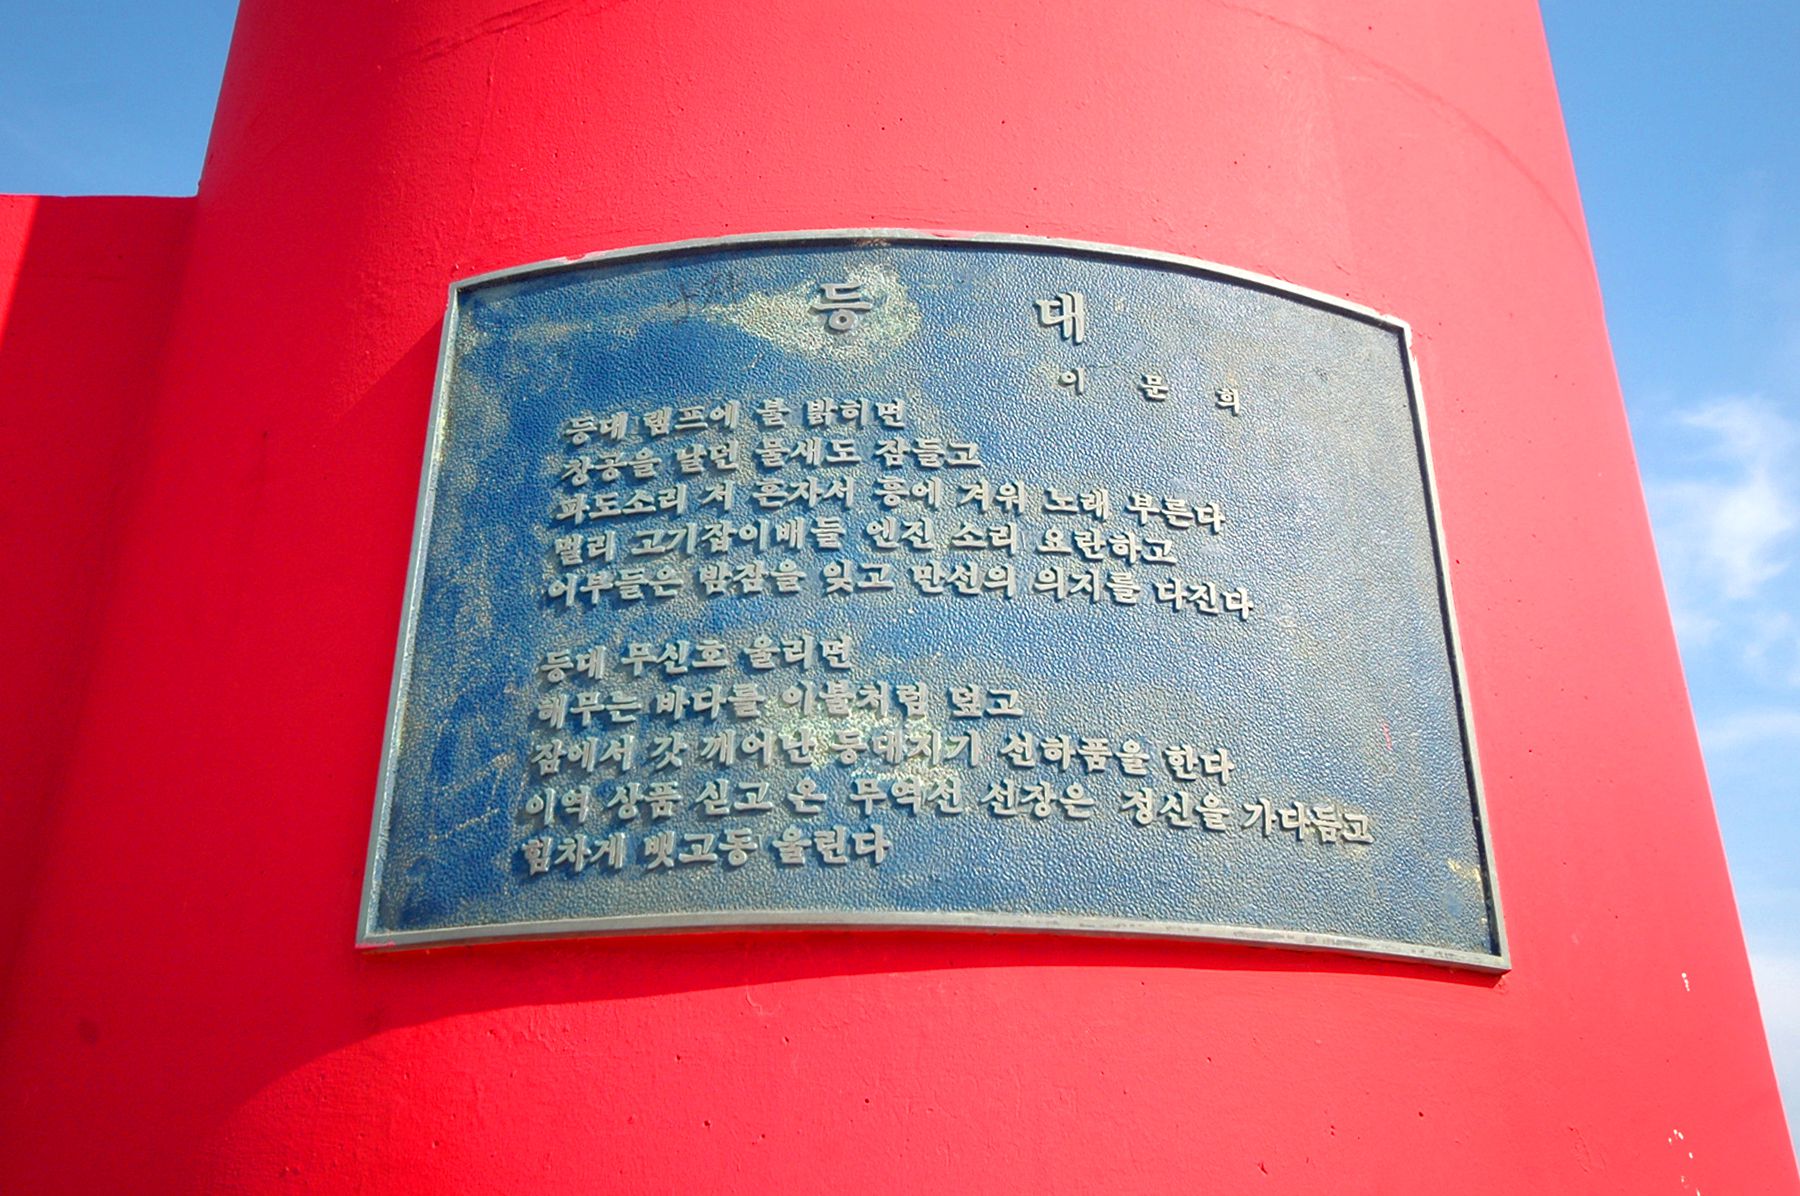 등 대
이 문 희
등대 램프에 불 밝히면
창공을 날던 물새도 잠들고
파도소리 저 혼자서 흥에 겨워 노래 부른다
멀리 고기잡이배들 엔진 소리 요란하고
어부들은 밤잠을 잊고 만선의 의지를 다진다
등대 무신호 울리면
해무는 바다를 이불처럼 덮고
잠에서 갓 깨어난 등대지기 선하품을 한다
이역 상품 싣고 온 무역선 선장은 정신을 가다듬고
힘차게 뱃고동 울린다